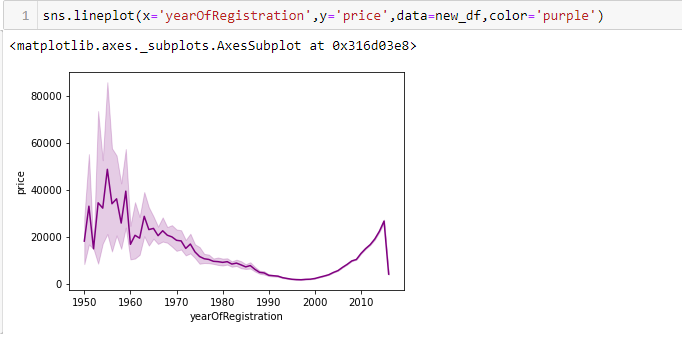 1 sns.lineplot(x='yearOfRegistration',y='price',data=new_df,color='purple')
<matplotlib.axes._subplots.AxesSubplot at 0x316d03e8>
80000
60000
40000
20000
0
price
1950 1960 1970 1980 1990 2000 2010
yearOfRegistration